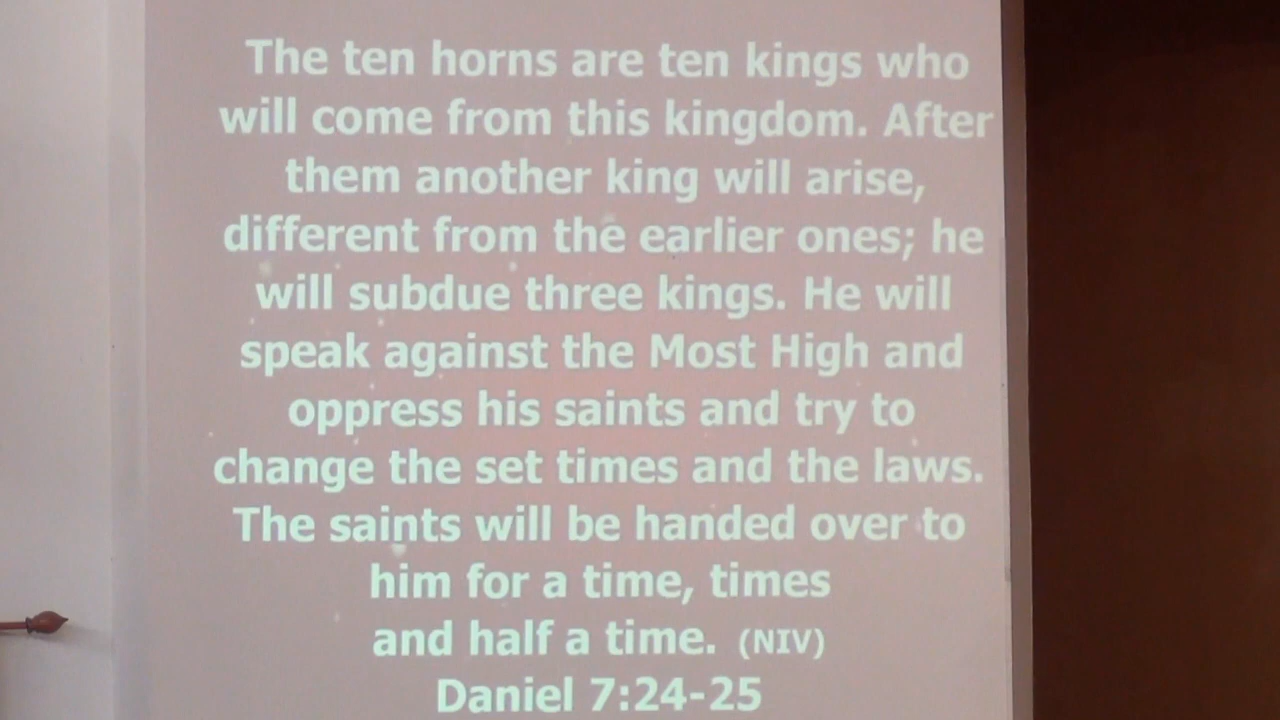 The ten horns are ten kings who
will come from this kingdom. After
them another king will arise,
different from the earlier ones; he
will subdue three kings. He will
speak against the Most High and
oppress his saints and try to
change the set times and the laws.
The saints will be handed over to
him for a time, times
and half a time. (NIV)
Daniel 7:24-25